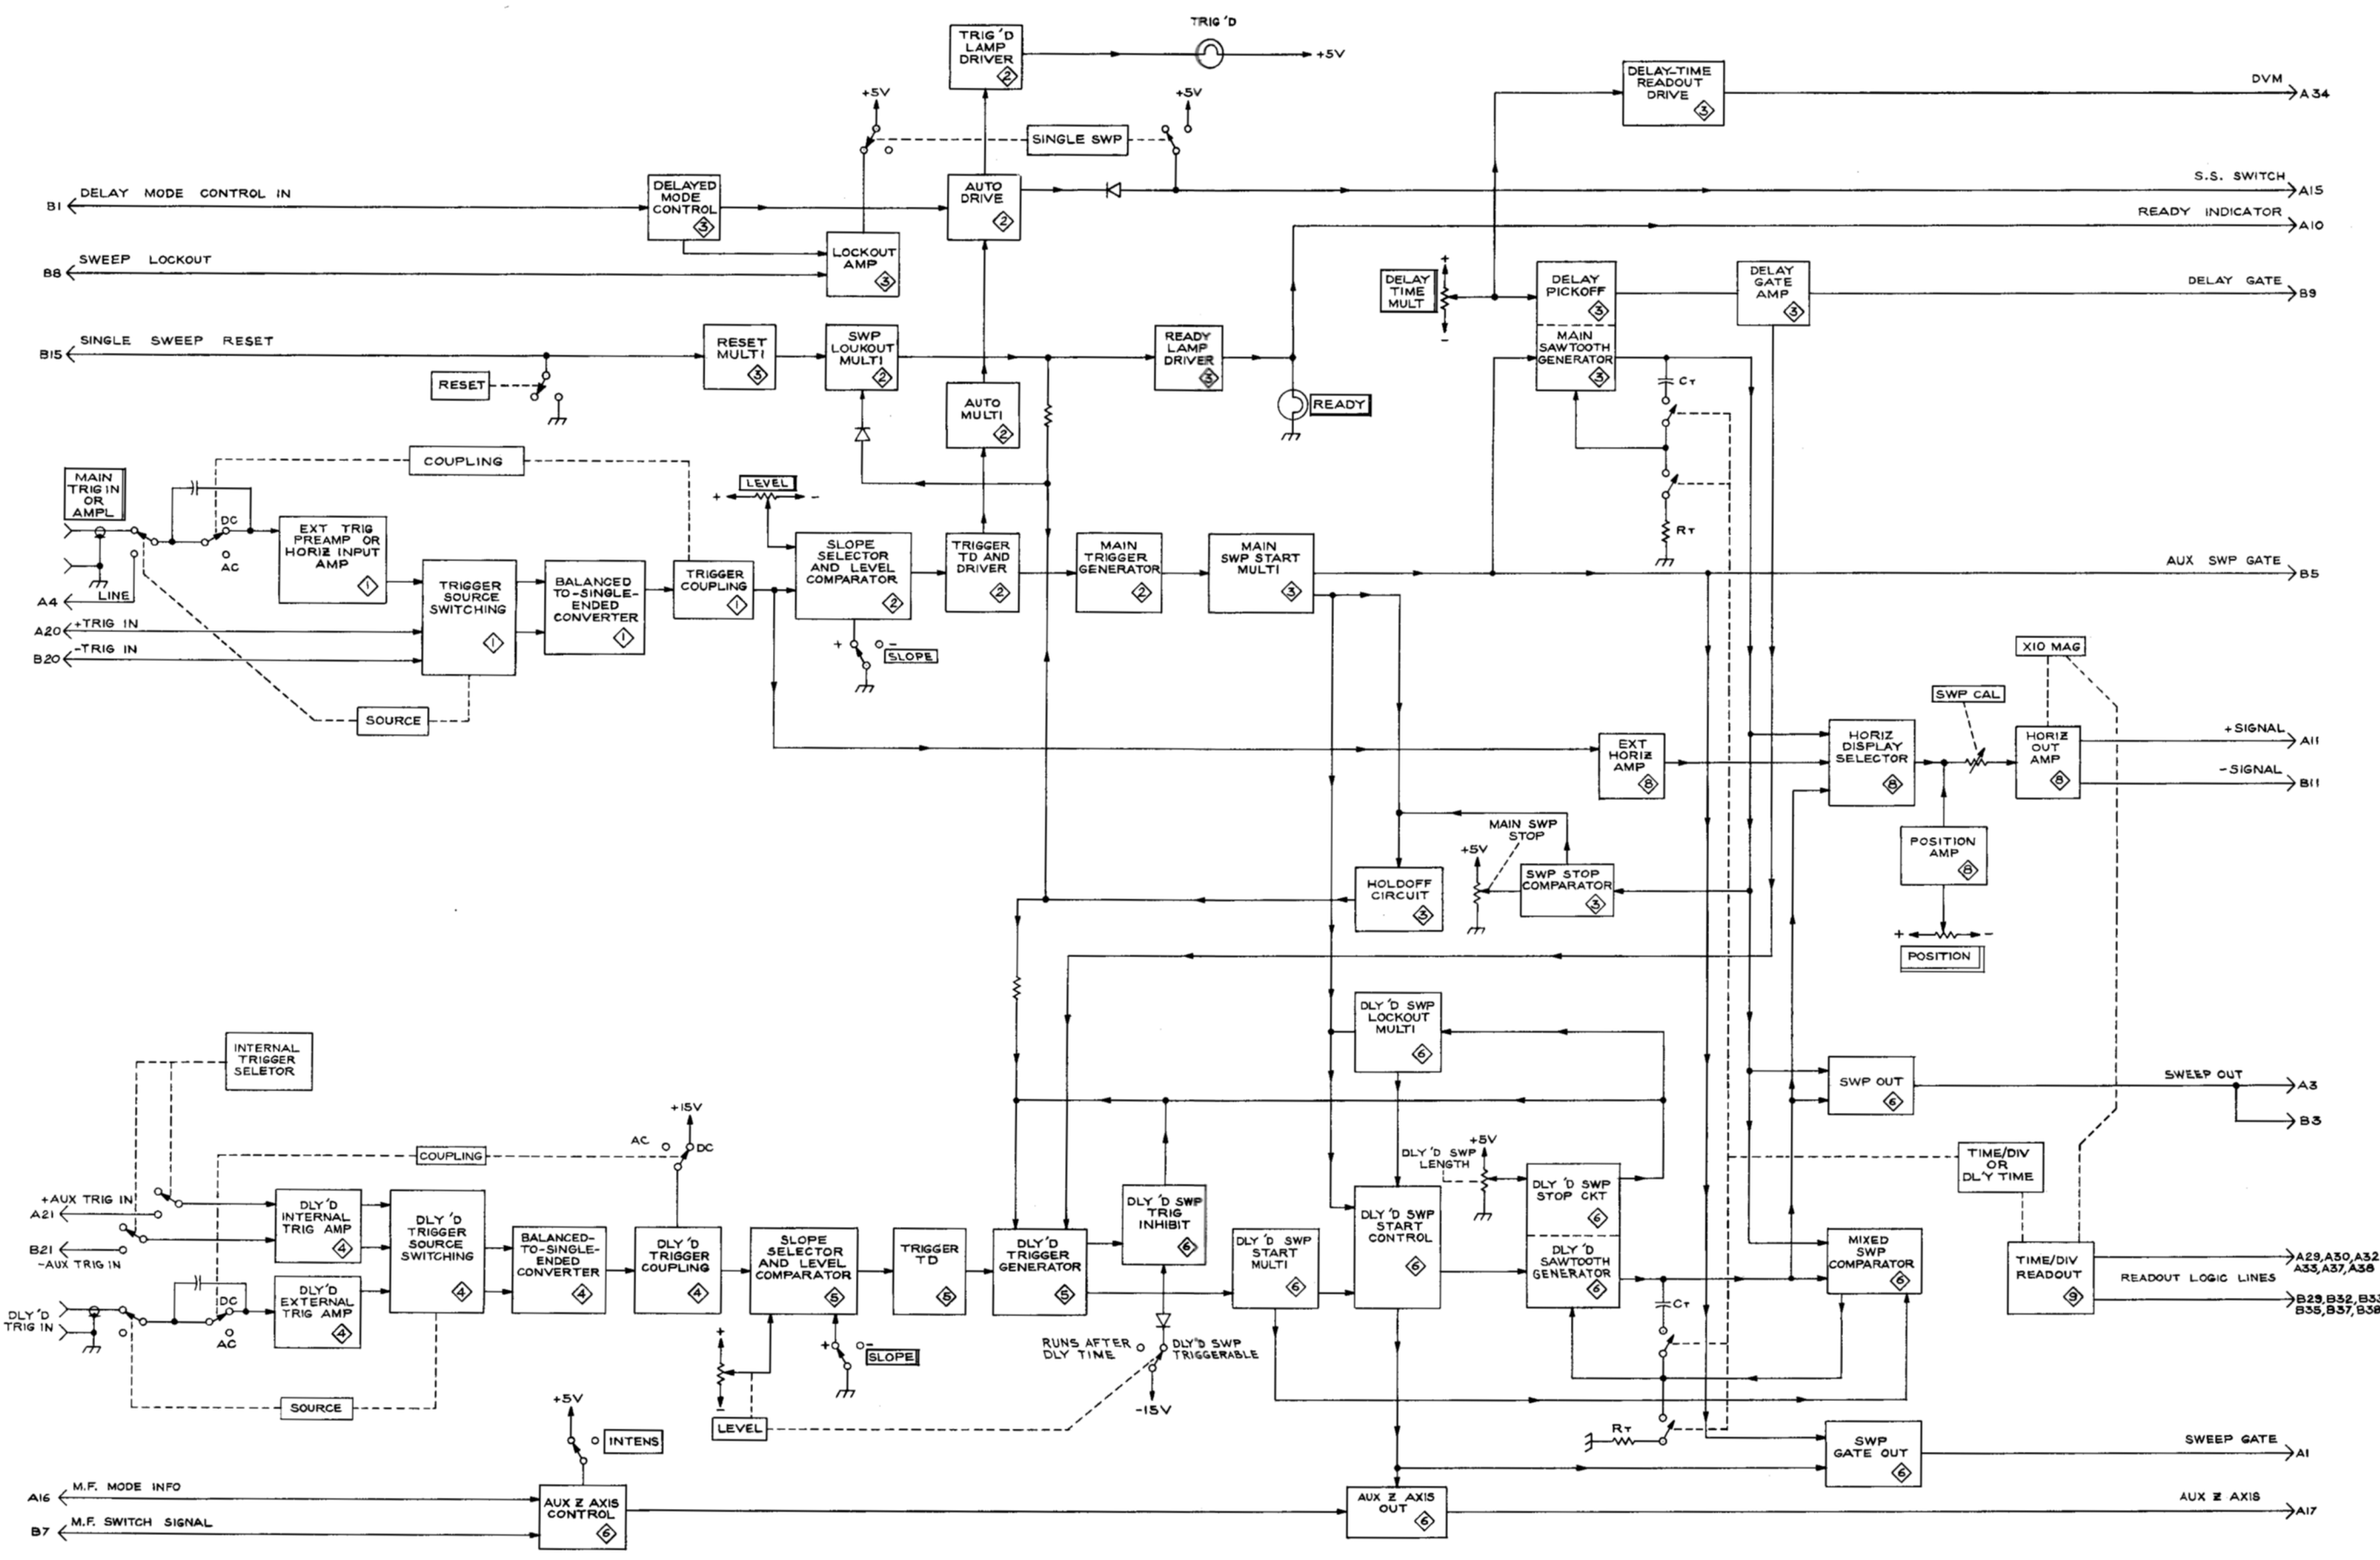 TRIG'D
TRIG'D
LAMP
DRIVER
2
+5V
DELAY-TIME
READOUT
DRIVE
3
DVM
A34
+5V
+5V
SINGLE SWP
B1
DELAY MODE CONTROL IN
DELAYED
MODE
CONTROL
3
AUTO
DRIVE
2
S.S. SWITCH
A15
READY INDICATOR
A10
B8
SWEEP LOCKOUT
LOCKOUT
AMP
3
DELAY
TIME
MULT
+
-
DELAY
PICKOFF
3
MAIN
SAWTOOTH
GENERATOR
3
DELAY
GATE
AMP
3
DELAY GATE
B9
B15
SINGLE SWEEP RESET
RESET
RESET
MULTI
3
SWP
LOUKOUT
MULTI
2
READY
LAMP
DRIVER
3
READY
AUTO
MULTI
2
CT
RT
MAIN
TRIG IN
OR
AMPL
COUPLING
DC
AC
EXT TRIG
PREAMP OR
HORIZ INPUT
AMP
1
A4
LINE
A20
+TRIG IN
B20
-TRIG IN
TRIGGER
SOURCE
SWITCHING
1
BALANCED
TO-SINGLE-
ENDED
CONVERTER
1
TRIGGER
COUPLING
1
LEVEL
+
-
SLOPE
SELECTOR
AND LEVEL
COMPARATOR
2
+
-
SLOPE
TRIGGER
TD AND
DRIVER
2
MAIN
TRIGGER
GENERATOR
2
MAIN
SWP START
MULTI
3
AUX SWP GATE
B5
SOURCE
X10 MAG
SWP CAL
EXT
HORIZ
AMP
8
HORIZ
DISPLAY
SELECTOR
8
HORIZ
OUT
AMP
8
+SIGNAL
A11
-SIGNAL
B11
MAIN SWP
STOP
+5V
SWP STOP
COMPARATOR
3
HOLDOFF
CIRCUIT
3
POSITION
AMP
8
+
-
POSITION
DLY'D SWP
LOCKOUT
MULTI
6
INTERNAL
TRIGGER
SELETOR
SWP OUT
6
SWEEP OUT
A3
B3
+15V
AC
DC
COUPLING
+AUX TRIG IN
A21
B21
-AUX TRIG IN
DLY'D
INTERNAL
TRIG AMP
4
DLY'D
TRIGGER
SOURCE
SWITCHING
4
BALANCED-
TO-SINGLE-
ENDED
CONVERTER
4
DLY'D
TRIGGER
COUPLING
4
SLOPE
SELECTOR
AND LEVEL
COMPARATOR
5
TRIGGER
TD
5
DLY'D
TRIGGER
GENERATOR
5
DLY'D SWP
TRIG
INHIBIT
6
DLY'D SWP
START
MULTI
6
DLY'D SWP
START
CONTROL
6
DLY'D SWP
LENGTH
+5V
DLY'D SWP
STOP CKT
6
DLY'D
SAWTOOTH
GENERATOR
6
MIXED
SWP
COMPARATOR
6
TIME/DIV
OR
DL'Y TIME
TIME/DIV
READOUT
9
A29,A30,A32
A33,A37,A38
READOUT LOGIC LINES
B29,B32,B33
B35,B37,B38
DLY'D
TRIG IN
DC
AC
DLY'D
EXTERNAL
TRIG AMP
4
SOURCE
+
-
LEVEL
+
-
SLOPE
RUNS AFTER
DLY TIME
DLY'D SWP
TRIGGERABLE
-15V
CT
RT
+5V
INTENS
SWP
GATE OUT
6
SWEEP GATE
A1
A16
M.F. MODE INFO
B7
M.F. SWITCH SIGNAL
AUX Z AXIS
CONTROL
6
AUX Z AXIS
OUT
6
AUX Z AXIS
A17